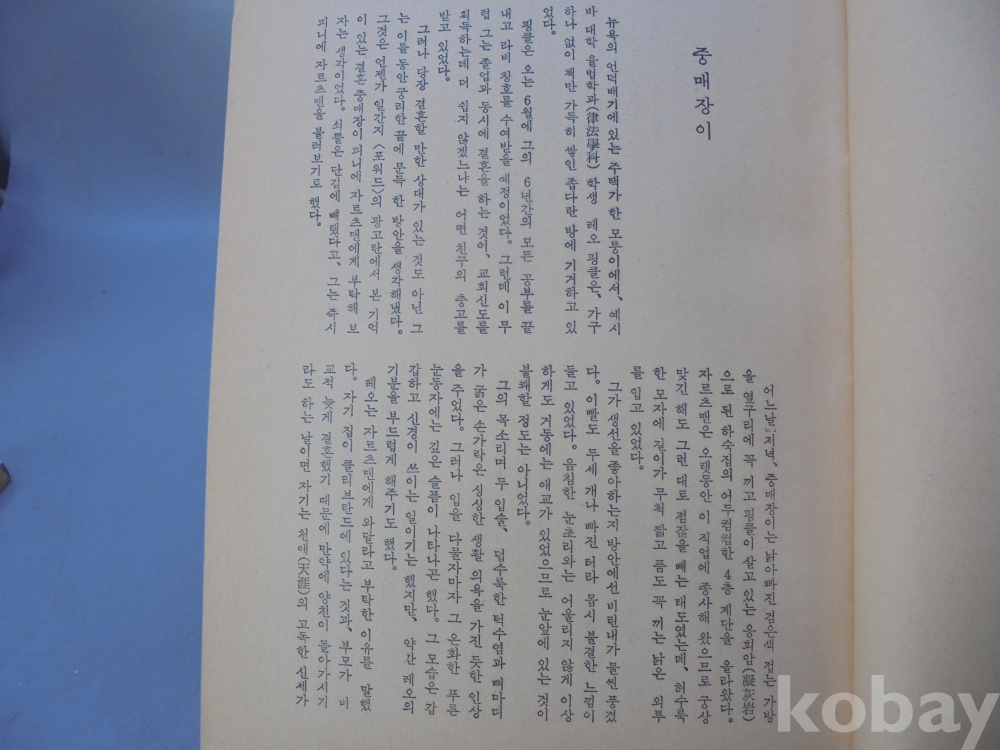 중매장이
뉴욕의 언덕배기에 있는 주택가 한 모퉁이에서, 예시
바 대학 율법학과(律法學科) 학생 레오 핑클은, 가구
하나 없이 책만 가득히 쌓인 좁다란 방에 기거하고 있
었다.
핑클은 오는 6월에 그의 6년간의 모든 공부를 끝
내고 라비 칭호를 수여받을 예정이었다. 그런데 이 무
렵 그는 졸업과 동시에 결혼을 하는 것이, 교회신도를
획득하는데 더 쉽지 않겠느냐는 어떤 친구의 충고를
받고 있었다.
그러나 당장 결혼할 만한 상대가 있는 것도 아닌 그
는 이틀 동안 궁리한 끝에 문득 한 방안을 생각해냈다.
그것은 언젠가 일간지 〈포워드〉의 광고란에서 본 기억
이 있는 결혼 중매장이 피니에 자르츠맨에게 부탁해 보
자는 생각이었다. 쇠뿔은 단김에 빼랬다고, 그는 즉시
피니에 자르츠맨을 불러보기로 했다.
어느날 저녁, 중매장이는 낡아빠진 검은색 접는 가방
을 옆구리에 꼭 끼고 핑클이 살고 있는 응회암(凝灰岩)
으로 된 하숙집의 어두컴컴한 4층 계단을 올라왔다.
자르츠맨은 오랫동안 이 직업에 종사해 왔으므로 궁상
맞긴 해도 그런 대로 점잖을 빼는 태도였는데, 허수룩
한 모자에 길이가 무척 짧고 품도 꼭 끼는 낡은 외투
를 입고 있었다.
그가 생선을 좋아하는지 방안에선 비린내가 물씬 풍겼
다. 이빨도 두세 개나 빠진 터라 몹시 불결한 느낌이
들고 있었다. 음침한 눈초리와는 어울리지 않게 이상
하게도 거동에는 애교가 있었으므로 눈앞에 있는 것이
불쾌할 정도는 아니었다.
그의 목소리며 두 입술, 덥수룩한 턱수염과 뼈마디
가 굵은 손가락은 싱싱한 생활 의욕을 가진 듯한 인상
을 주었다. 그러나 입을 다물자마자 그 온화한 푸른
눈동자에는 깊은 슬픔이 나타나곤 했다. 그 모습은 갑
갑하고 신경이 쓰이는 일이기는 했지만, 약간 레오의
기분을 부드럽게 해주기도 했다.
레오는 자르츠맨에게 와달라고 부탁한 이유를 말했
다. 자기 집이 클리브란드에 있다는 것과, 부모가 비
교적 늦게 결혼했기 때문에 만약에 양친이 돌아가시기
라도 하는 날이면 자기는 천애(天涯)의 고독한 신세가
kobay